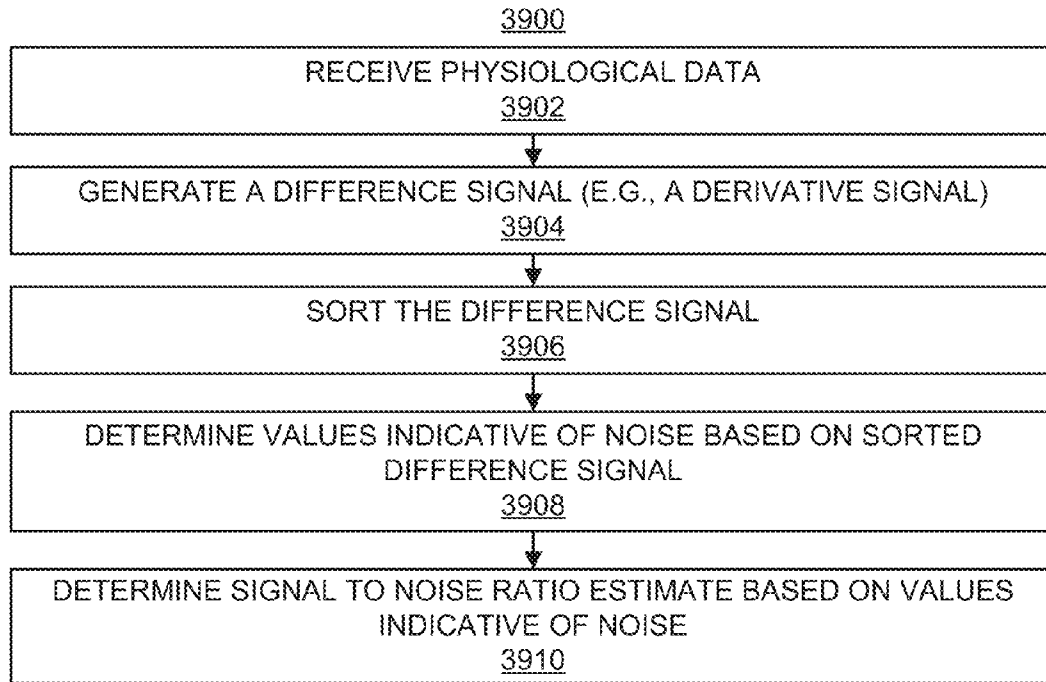 3900
RECEIVE PHYSIOLOGICAL DATA
3902
GENERATE A DIFFERENCE SIGNAL (E.G., A DERIVATIVE SIGNAL)
3904
SORT THE DIFFERENCE SIGNAL
3906
DETERMINE VALUES INDICATIVE OF NOISE BASED ON SORTED
DIFFERENCE SIGNAL
3908
DETERMINE SIGNAL TO NOISE RATIO ESTIMATE BASED ON VALUES
INDICATIVE OF NOISE
3910